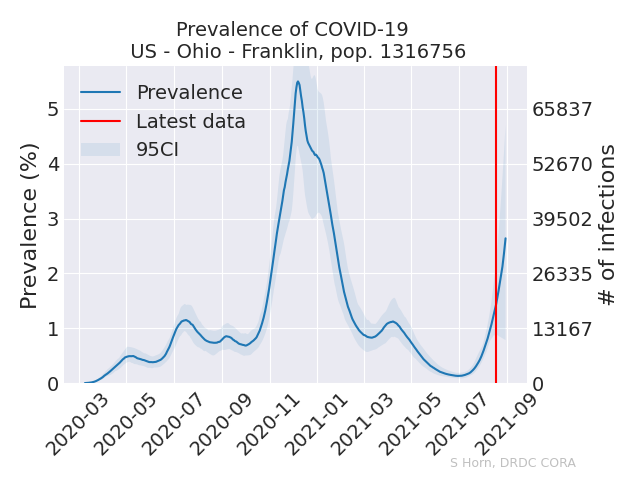 Prevalence of COVID-19
US - Ohio - Franklin, pop. 1316756
Prevalence
Latest data
95CI
Prevalence (%)
5
4
3
2
1
0
65837
52670
39502
26335
13167
0
# of infections
2020-03
2020-05
2020-07
2020-09
2020-11
2021-01
2021-03
2021-05
2021-07
2021-09
S Horn, DRDC CORA